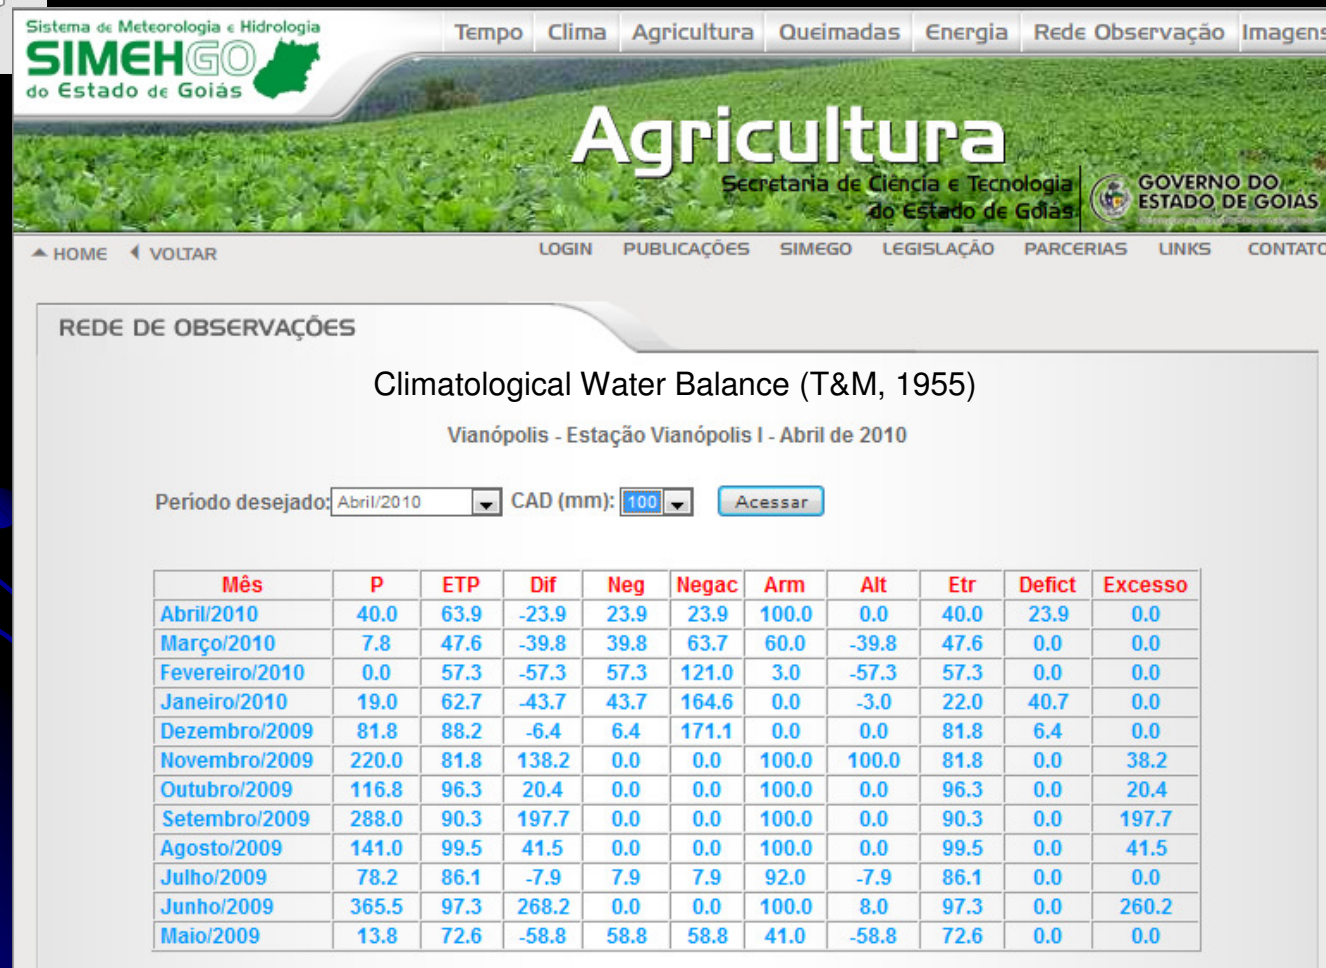 Sistema de Meteorologia e Hidrologia
SIMEHGO
do Estado de Goiás
Tempo Clima Agricultura Queimadas Energia Rede Observação Imagens
Agricultura
Secretaria de Ciência e Tecnologia
do Estado de Goiás
GOVERNO DO
ESTADO DE GOIÁS
HOME VOLTAR LOGIN PUBLICAÇÕES SIMEGO LEGISLAÇÃO PARCERIAS LINKS CONTATO
REDE DE OBSERVAÇÕES
Climatological Water Balance (T&M, 1955)
Vianópolis - Estação Vianópolis I - Abril de 2010
Período desejado: Abril/2010 CAD (mm): 100 Acessar
Mês P ETP Dif Neg Negac Arm Alt Etr Defict Excesso
Abril/2010 40.0 63.9 -23.9 23.9 23.9 100.0 0.0 40.0 23.9 0.0
Março/2010 7.8 47.6 -39.8 39.8 63.7 60.0 -39.8 47.6 0.0 0.0
Fevereiro/2010 0.0 57.3 -57.3 57.3 121.0 3.0 -57.3 57.3 0.0 0.0
Janeiro/2010 19.0 62.7 -43.7 43.7 164.6 0.0 -3.0 22.0 40.7 0.0
Dezembro/2009 81.8 88.2 -6.4 6.4 171.1 0.0 0.0 81.8 6.4 0.0
Novembro/2009 220.0 81.8 138.2 0.0 0.0 100.0 100.0 81.8 0.0 38.2
Outubro/2009 116.8 96.3 20.4 0.0 0.0 100.0 0.0 96.3 0.0 20.4
Setembro/2009 288.0 90.3 197.7 0.0 0.0 100.0 0.0 90.3 0.0 197.7
Agosto/2009 141.0 99.5 41.5 0.0 0.0 100.0 0.0 99.5 0.0 41.5
Julho/2009 78.2 86.1 -7.9 7.9 7.9 92.0 -7.9 86.1 0.0 0.0
Junho/2009 365.5 97.3 268.2 0.0 0.0 100.0 8.0 97.3 0.0 260.2
Maio/2009 13.8 72.6 -58.8 58.8 58.8 41.0 -58.8 72.6 0.0 0.0